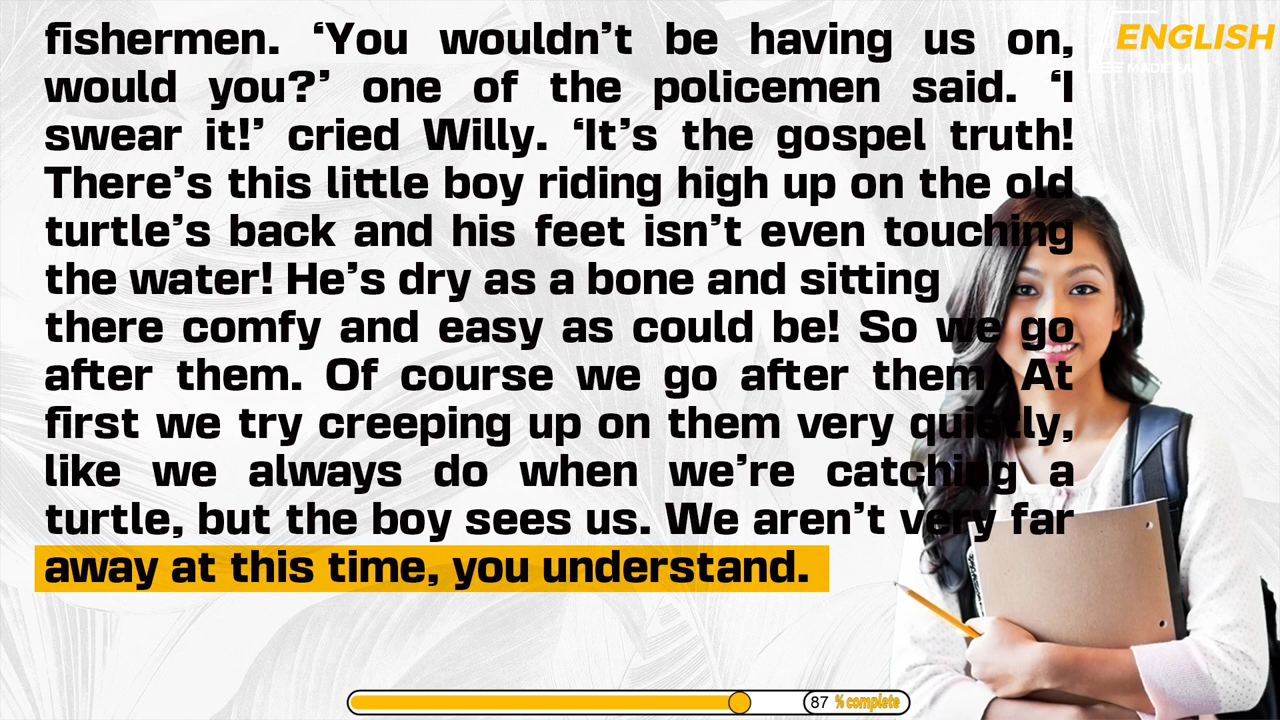 fishermen. ‘You wouldn’t be having us on,
would you?’ one of the policemen said. ‘I
swear it!’ cried Willy. ‘It’s the gospel truth!
There’s this little boy riding high up on the old
turtle’s back and his feet isn’t even touching
the water! He’s dry as a bone and sitting
there comfy and easy as could be! So we go
after them. Of course we go after them. At
first we try creeping up on them very quietly,
like we always do when we’re catching a
turtle, but the boy sees us. We aren’t very far
away at this time, you understand.
ENGLISH
MADE
87 % complete